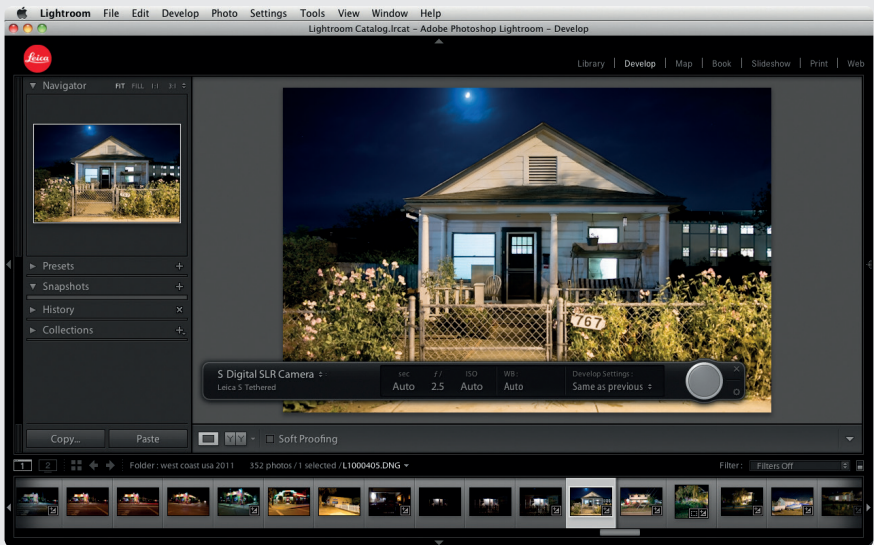 Lightroom File Edit Develop Photo Settings Tools View Window Help
Lightroom Catalog.lrcat – Adobe Photoshop Lightroom – Develop
Leica
Library | Develop | Map | Book | Slideshow | Print | Web
Navigator FIT FILL 1:1 3:1
Presets
Snapshots
History
Collections
767
S Digital SLR Camera
Leica S Tethered
sec f / ISO WB: Develop Settings:
Auto 2.5 Auto Auto Same as previous
Copy... Paste
Y Y Soft Proofing
1 2 Folder : west coast usa 2011 352 photos / 1 selected / L1000405.DNG Filter : Filters Off